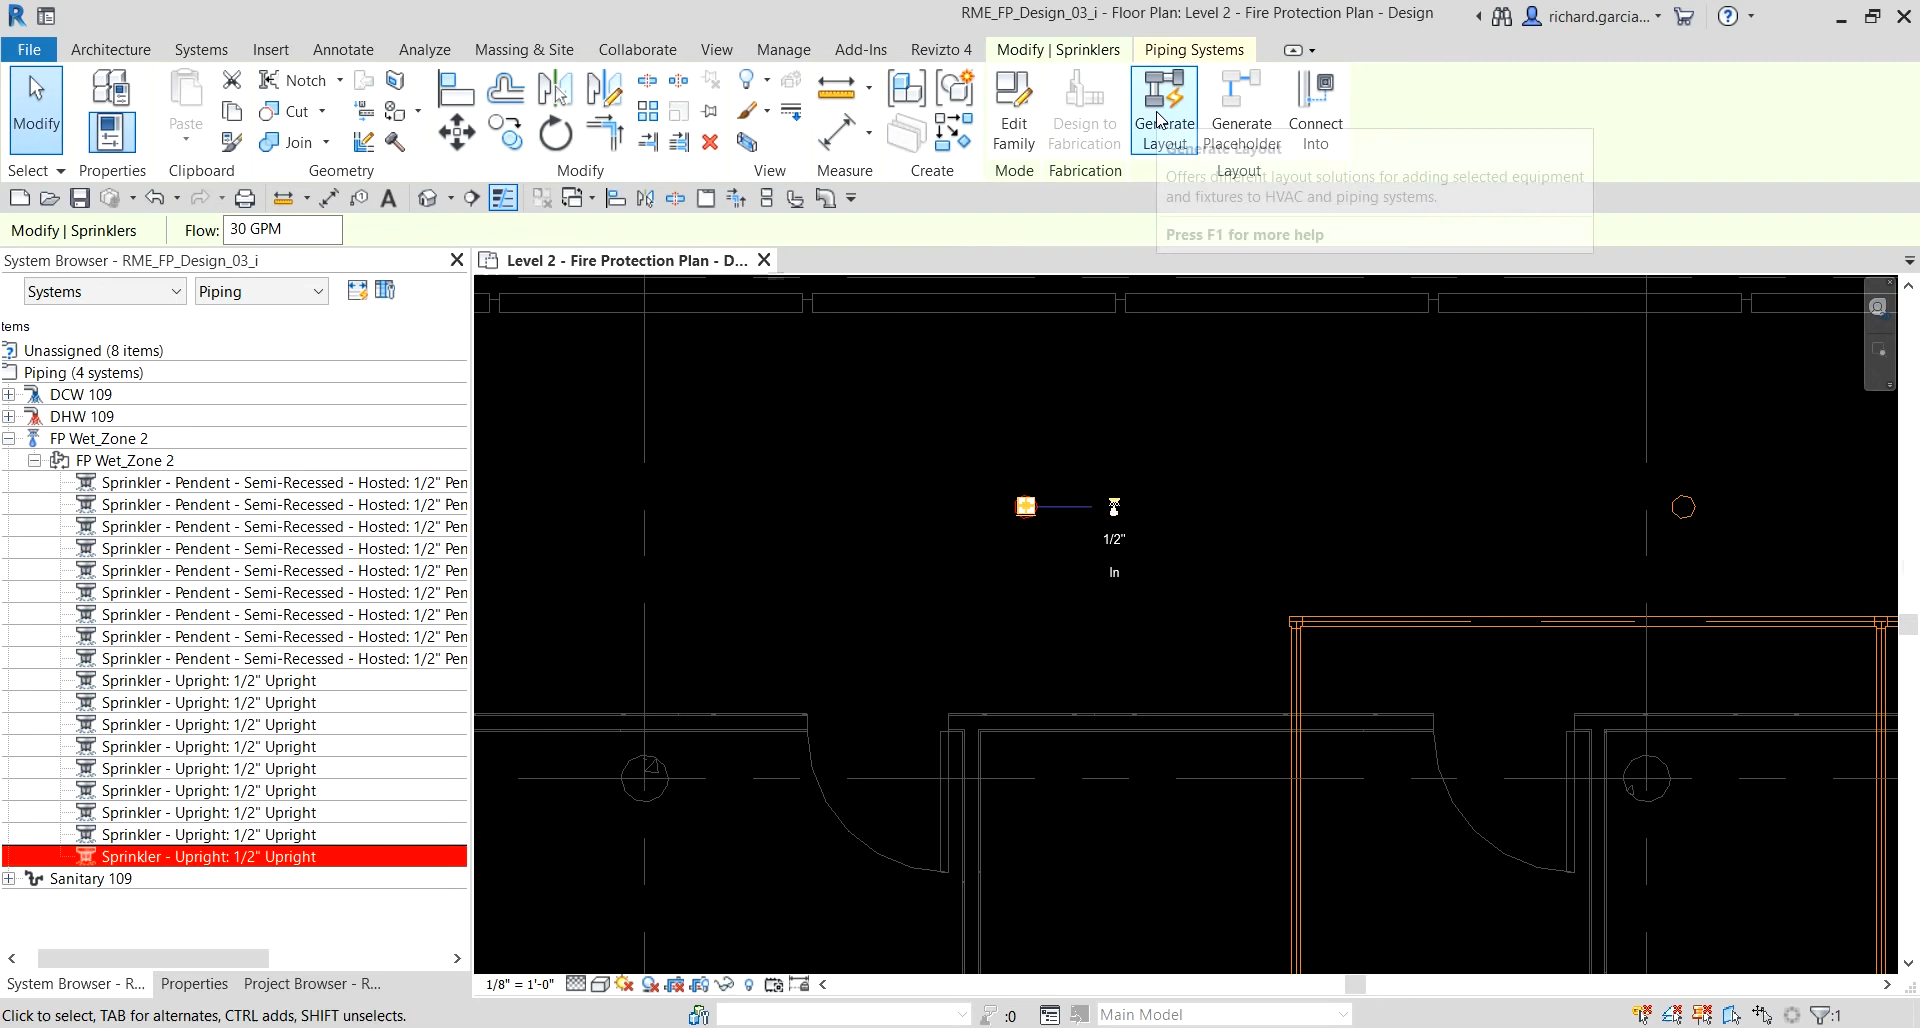 RME_FP_Design_03_i - Floor Plan: Level 2 - Fire Protection Plan - Design
richard.garcia...
File Architecture Systems Insert Annotate Analyze Massing & Site Collaborate View Manage Add-Ins Revizto 4 Modify | Sprinklers Piping Systems
Modify
Paste
Notch
Cut
Join
Edit Family
Design to Fabrication
Generate Layout
Generate Placeholder
Connect Into
Select Properties Clipboard Geometry Modify View Measure Create Mode Fabrication Layout
Generate Layout
Offers different layout solutions for adding selected equipment
and fixtures to HVAC and piping systems.
Press F1 for more help
Modify | Sprinklers Flow: 30 GPM
System Browser - RME_FP_Design_03_i
Level 2 - Fire Protection Plan - D...
Systems Piping
tems
Unassigned (8 items)
Piping (4 systems)
DCW 109
DHW 109
FP Wet_Zone 2
FP Wet_Zone 2
Sprinkler - Pendent - Semi-Recessed - Hosted: 1/2" Pen
Sprinkler - Pendent - Semi-Recessed - Hosted: 1/2" Pen
Sprinkler - Pendent - Semi-Recessed - Hosted: 1/2" Pen
Sprinkler - Pendent - Semi-Recessed - Hosted: 1/2" Pen
Sprinkler - Pendent - Semi-Recessed - Hosted: 1/2" Pen
Sprinkler - Pendent - Semi-Recessed - Hosted: 1/2" Pen
Sprinkler - Pendent - Semi-Recessed - Hosted: 1/2" Pen
Sprinkler - Pendent - Semi-Recessed - Hosted: 1/2" Pen
Sprinkler - Pendent - Semi-Recessed - Hosted: 1/2" Pen
Sprinkler - Upright: 1/2" Upright
Sprinkler - Upright: 1/2" Upright
Sprinkler - Upright: 1/2" Upright
Sprinkler - Upright: 1/2" Upright
Sprinkler - Upright: 1/2" Upright
Sprinkler - Upright: 1/2" Upright
Sprinkler - Upright: 1/2" Upright
Sprinkler - Upright: 1/2" Upright
Sprinkler - Upright: 1/2" Upright
Sanitary 109
1/2"
In
System Browser - R... Properties Project Browser - R...
1/8" = 1'-0"
Click to select, TAB for alternates, CTRL adds, SHIFT unselects.
:0
Main Model
:1